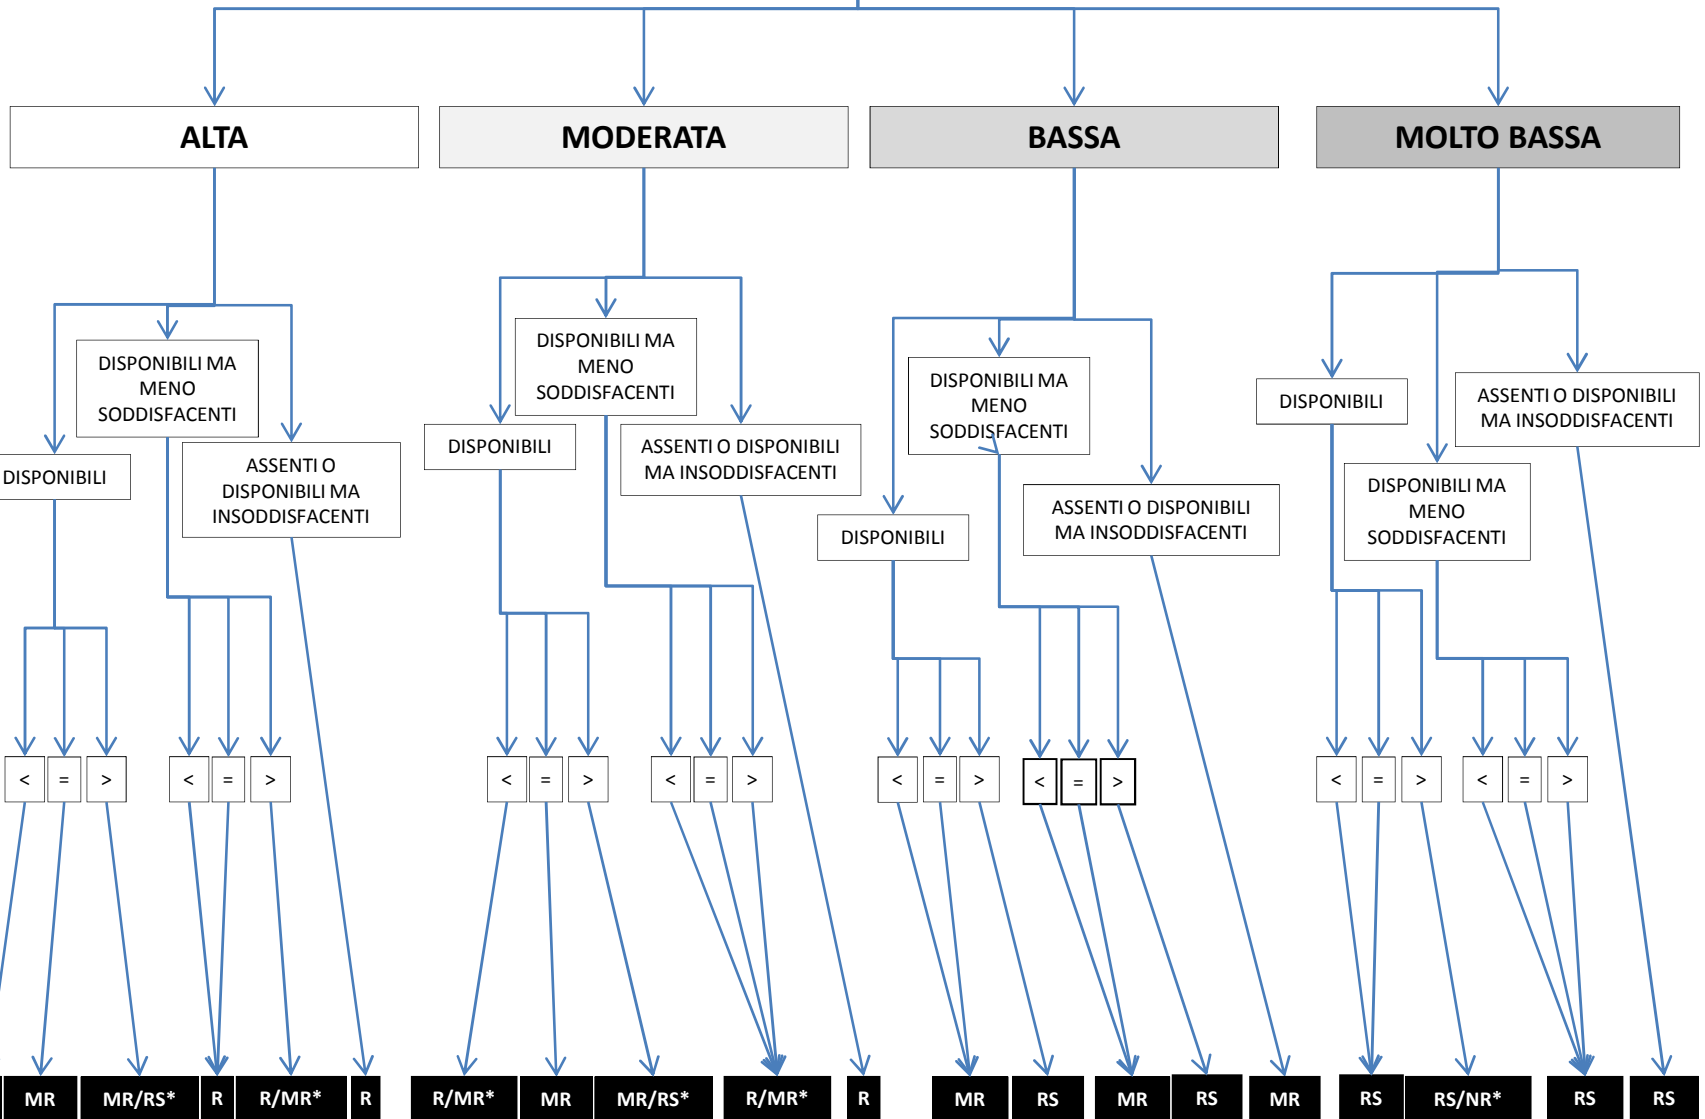 ALTA
MODERATA
BASSA
MOLTO BASSA
DISPONIBILI MA
MENO
SODDISFACENTI
DISPONIBILI
ASSENTI O
DISPONIBILI MA
INSODDISFACENTI
DISPONIBILI MA
MENO
SODDISFACENTI
DISPONIBILI
ASSENTI O DISPONIBILI
MA INSODDISFACENTI
DISPONIBILI MA
MENO
SODDISFACENTI
DISPONIBILI
ASSENTI O DISPONIBILI
MA INSODDISFACENTI
DISPONIBILI
ASSENTI O DISPONIBILI
MA INSODDISFACENTI
DISPONIBILI MA
MENO
SODDISFACENTI
< = > < = >
< = > < = >
< = > < = >
< = > < = >
MR MR/RS* R R/MR* R
R/MR* MR MR/RS* R/MR* R
MR RS MR RS MR
RS RS/NR* RS RS